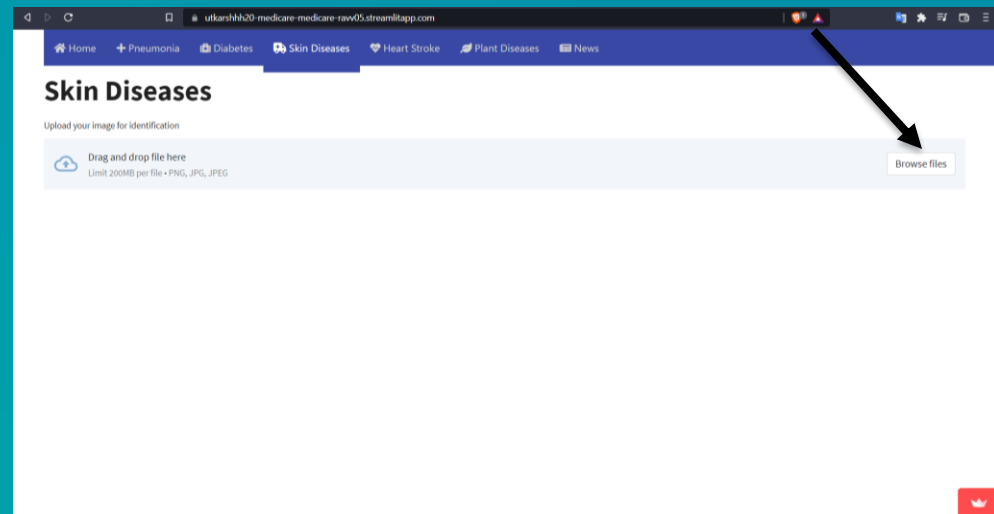 utkarshhh20-medicare-medicare-ravv05.streamlitapp.com
Home Pneumonia Diabetes Skin Diseases Heart Stroke Plant Diseases News
Skin Diseases
Upload your image for identification
Drag and drop file here
Limit 200MB per file • PNG, JPG, JPEG
Browse files